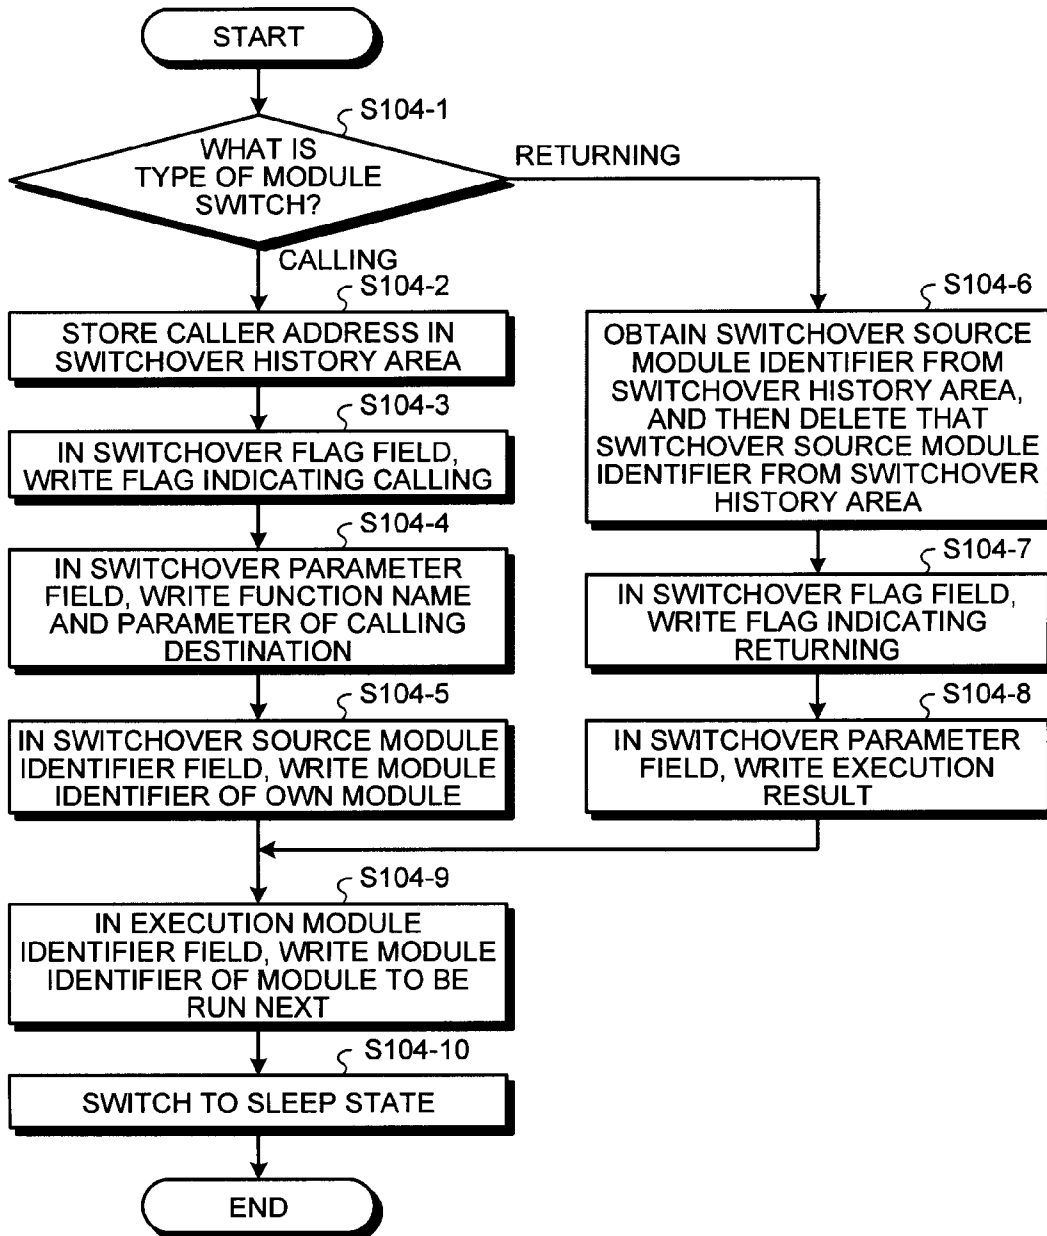 START
S104-1
WHAT IS
TYPE OF MODULE
SWITCH?
RETURNING
CALLING
S104-2
STORE CALLER ADDRESS IN
SWITCHOVER HISTORY AREA
S104-3
IN SWITCHOVER FLAG FIELD,
WRITE FLAG INDICATING CALLING
S104-4
IN SWITCHOVER PARAMETER
FIELD, WRITE FUNCTION NAME
AND PARAMETER OF CALLING
DESTINATION
S104-5
IN SWITCHOVER SOURCE MODULE
IDENTIFIER FIELD, WRITE MODULE
IDENTIFIER OF OWN MODULE
S104-6
OBTAIN SWITCHOVER SOURCE
MODULE IDENTIFIER FROM
SWITCHOVER HISTORY AREA,
AND THEN DELETE THAT
SWITCHOVER SOURCE MODULE
IDENTIFIER FROM SWITCHOVER
HISTORY AREA
S104-7
IN SWITCHOVER FLAG FIELD,
WRITE FLAG INDICATING
RETURNING
S104-8
IN SWITCHOVER PARAMETER
FIELD, WRITE EXECUTION
RESULT
S104-9
IN EXECUTION MODULE
IDENTIFIER FIELD, WRITE MODULE
IDENTIFIER OF MODULE TO BE
RUN NEXT
S104-10
SWITCH TO SLEEP STATE
END